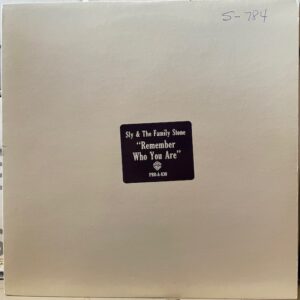 S-784
Sly & The Family Stone
"Remember
Who You Are"
PRO-A-830